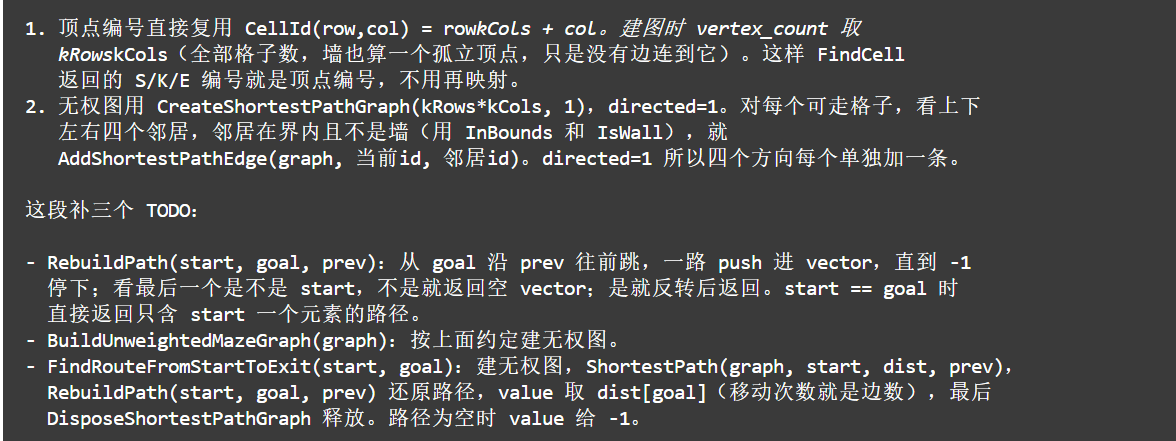 1. 顶点编号直接复用 CellId(row,col) = rowkCols + col。建图时 vertex_count 取
kRowskCols（全部格子数，墙也算一个孤立顶点，只是没有边连到它）。这样 FindCell
返回的 S/K/E 编号就是顶点编号，不用再映射。
2. 无权图用 CreateShortestPathGraph(kRows*kCols, 1)，directed=1。对每个可走格子，看上下
左右四个邻居，邻居在界内且不是墙（用 InBounds 和 IsWall），就
AddShortestPathEdge(graph, 当前id, 邻居id)。directed=1 所以四个方向每个单独加一条。
这段补三个 TODO：
- RebuildPath(start, goal, prev)：从 goal 沿 prev 往前跳，一路 push 进 vector，直到 -1
停下；看最后一个是不是 start，不是就返回空 vector；是就反转后返回。start == goal 时
直接返回只含 start 一个元素的路径。
- BuildUnweightedMazeGraph(graph)：按上面约定建无权图。
- FindRouteFromStartToExit(start, goal)：建无权图，ShortestPath(graph, start, dist, prev)，
RebuildPath(start, goal, prev) 还原路径，value 取 dist[goal]（移动次数就是边数），最后
DisposeShortestPathGraph 释放。路径为空时 value 给 -1。